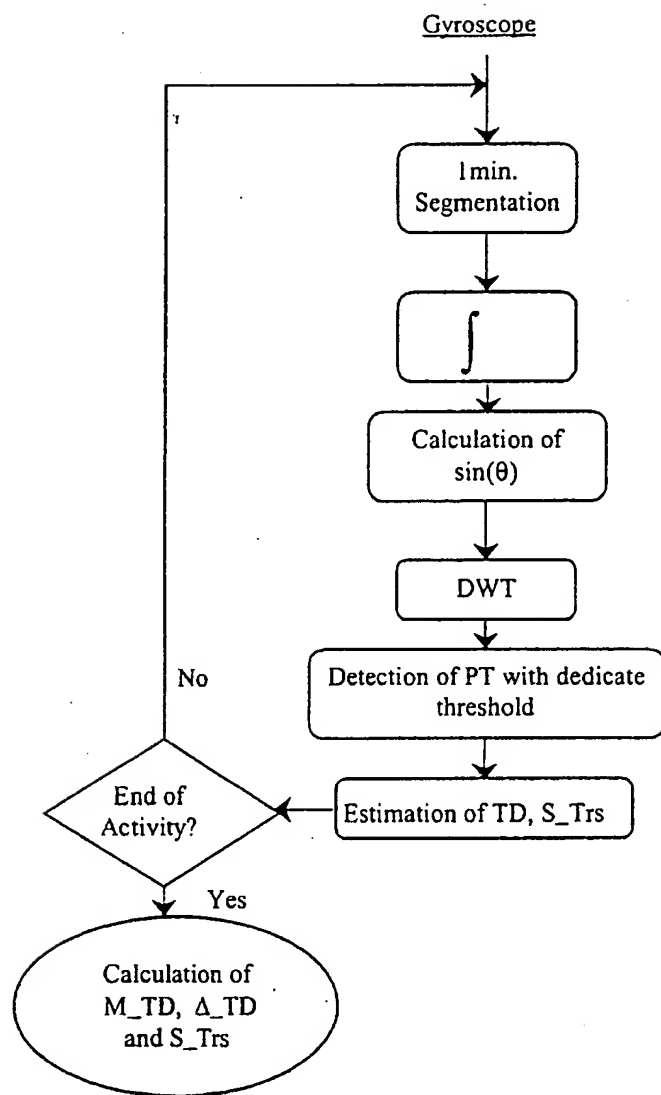 Gyroscope
1min.
Segmentation
∫
Calculation of
sin(θ)
DWT
Detection of PT with dedicate
threshold
Estimation of TD, S_Trs
No
End of
Activity?
Yes
Calculation of
M_TD, Δ_TD
and S_Trs